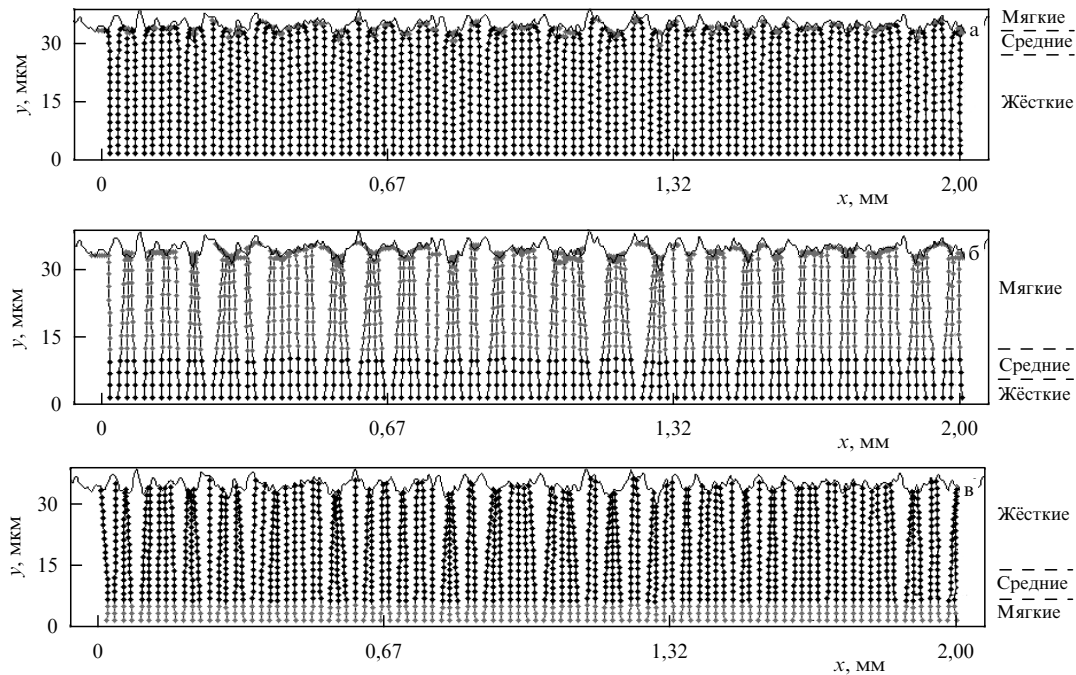 а
Мягкие
Средние
Жёсткие
y, мкм
30
15
0
0
0,67
1,32
2,00
x, мм
б
Мягкие
Средние
Жёсткие
y, мкм
30
15
0
0
0,67
1,32
2,00
x, мм
в
Жёсткие
Средние
Мягкие
y, мкм
30
15
0
0
0,67
1,32
2,00
x, мм